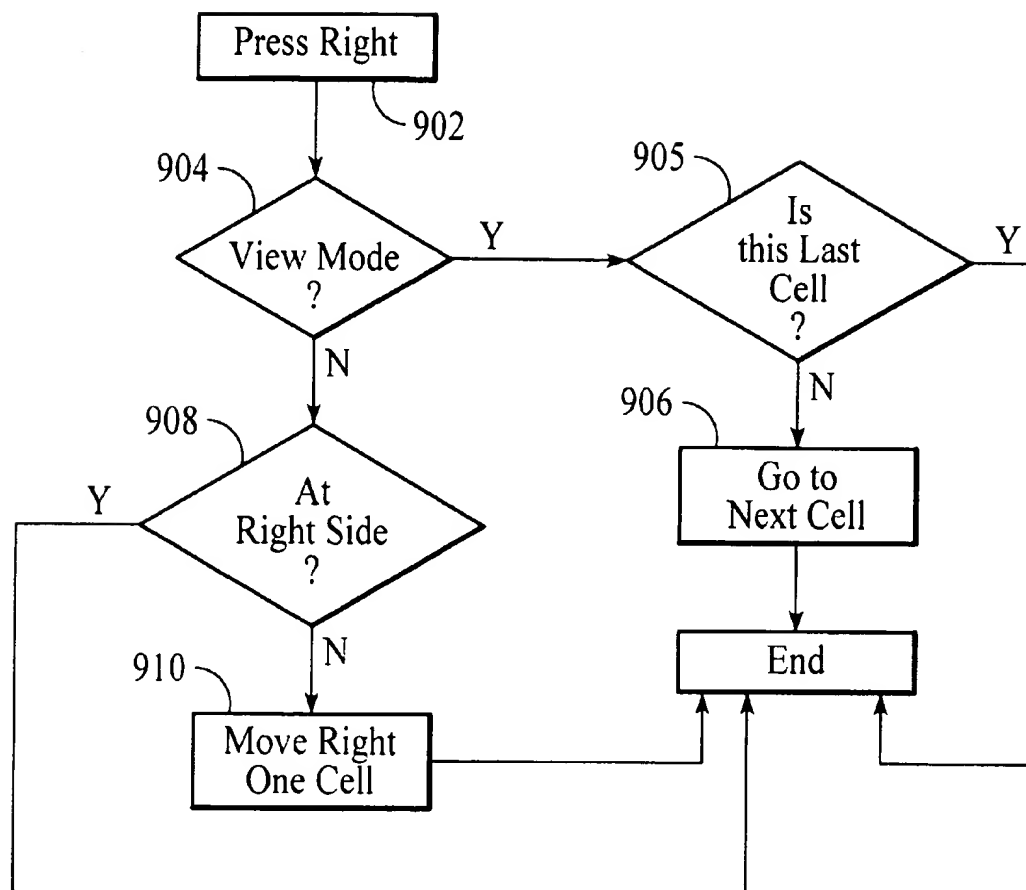 Press Right
902
904
View Mode
?
Y
N
905
Is
this Last
Cell
?
Y
N
906
Go to
Next Cell
908
At
Right Side
?
Y
N
910
Move Right
One Cell
End